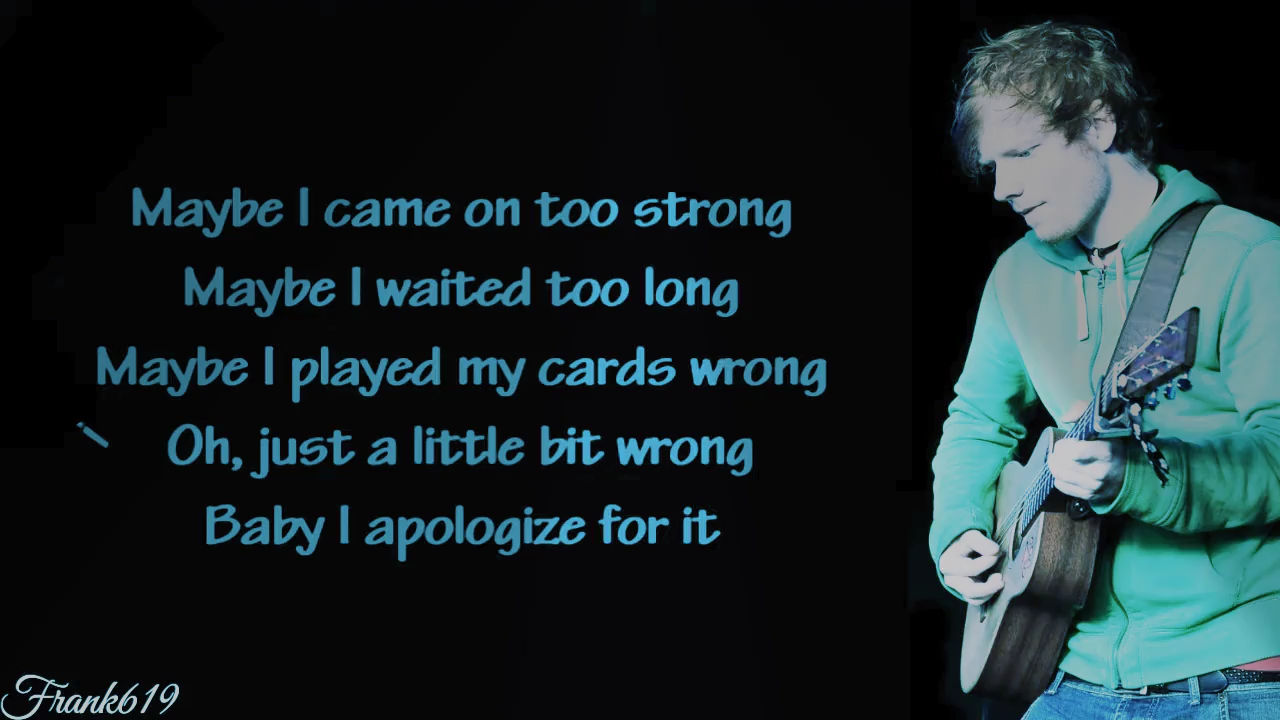 Maybe I came on too strong
Maybe I waited too long
Maybe I played my cards wrong
Oh, just a little bit wrong
Baby I apologize for it
Frank619